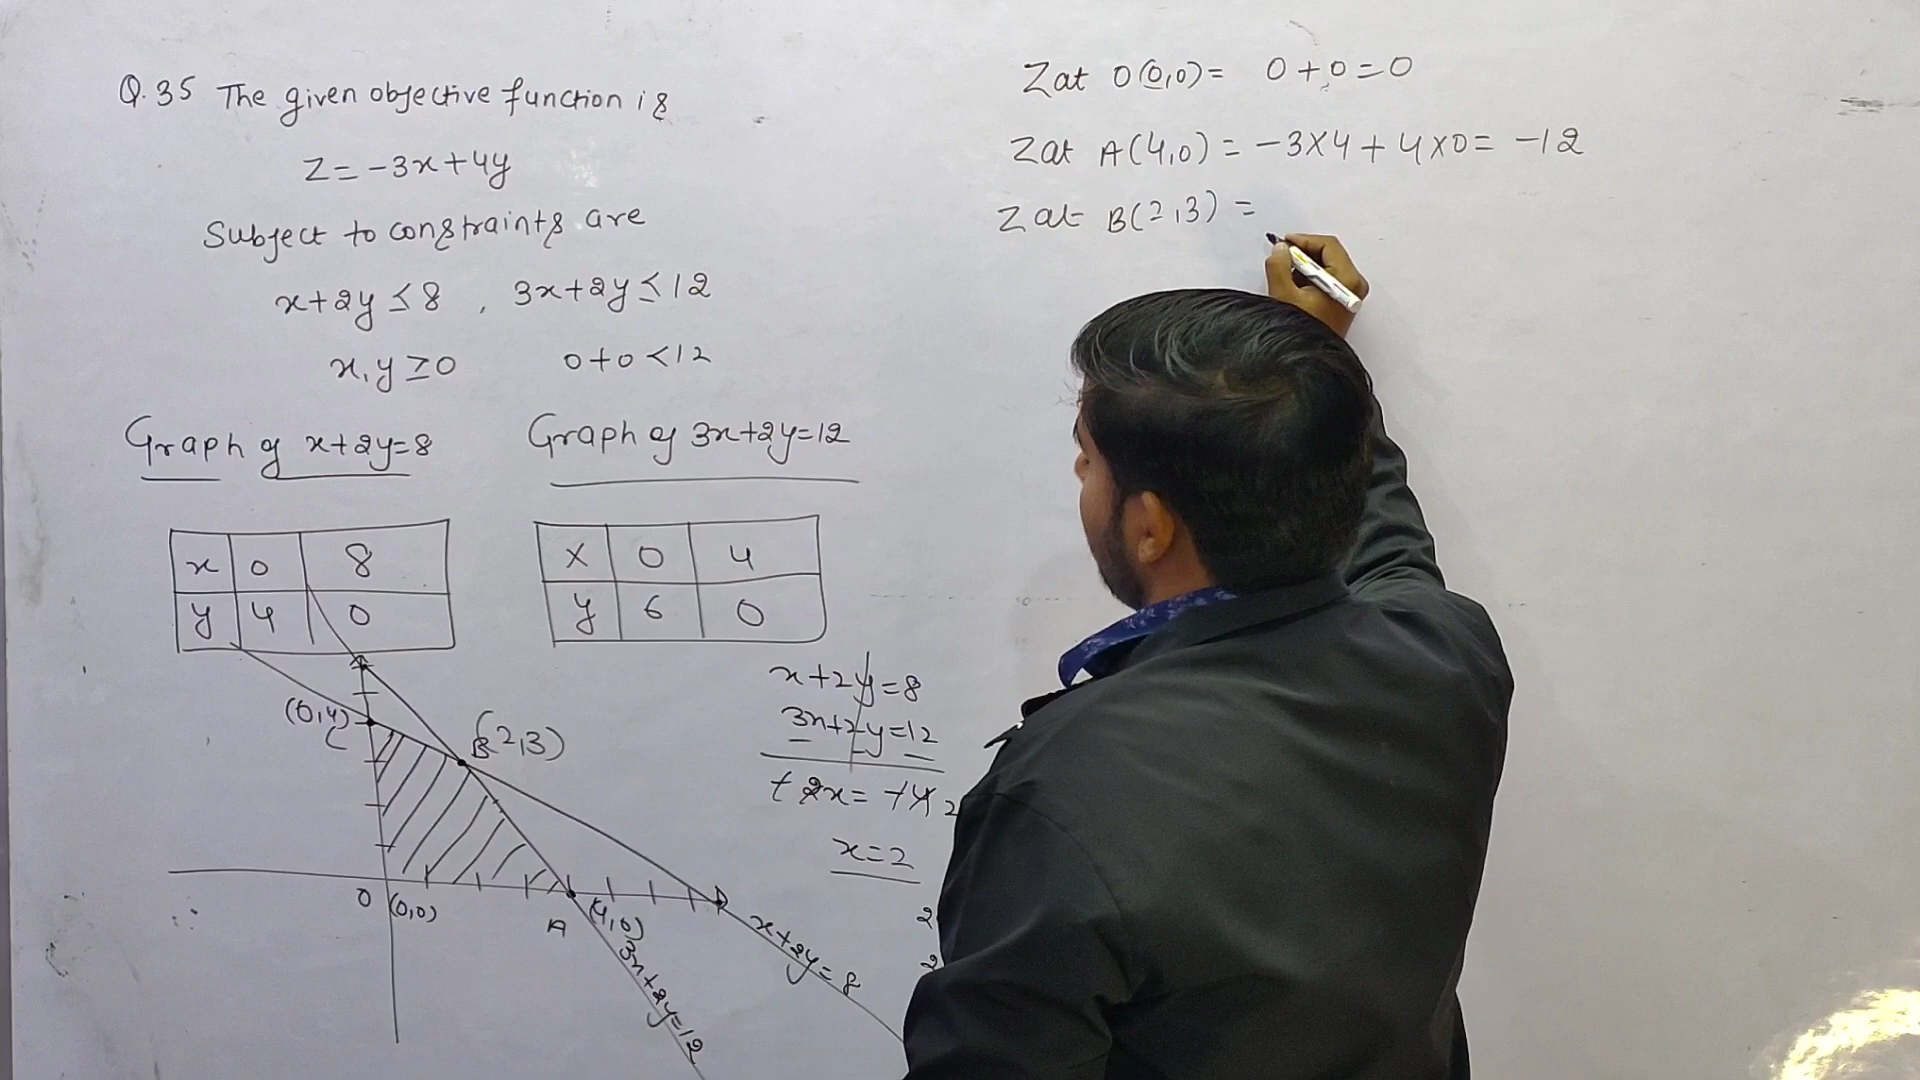 Q.35 The given objective function is
Z=-3x+4y
Subject to constraints are
x+2y≤8 , 3x+2y≤12
x,y≥0 0+0<12
Graph of x+2y=8 Graph of 3x+2y=12
x 0 8
y 4 0
X 0 4
y 6 0
(0,4)
C
B(2,3)
O (0,0)
A (4,0)
3x+2y=12
x+2y=8
x+2y=8
3x+2y=12
x=2
2
2
Z at O(0,0)= 0+0=0
Z at A(4,0)=-3×4+4×0=-12
Z at B(2,3)=